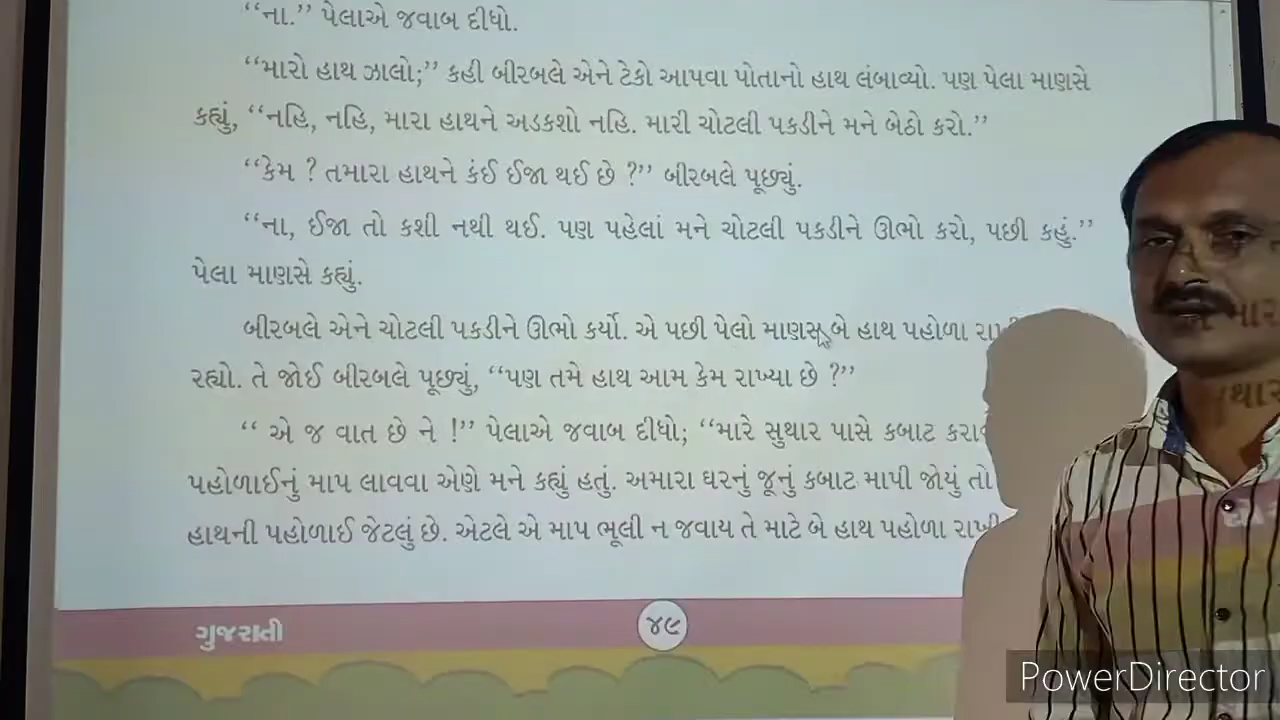 “ના.” પેલાએ જવાબ દીધો.
“મારો હાથ ઝાલો;” કહી બીરબલે એને ટેકો આપવા પોતાનો હાથ લંબાવ્યો. પણ પેલા માણસે
કહ્યું, “નહિ, નહિ, મારા હાથને અડકશો નહિ. મારી ચોટલી પકડીને મને બેઠો કરો.”
“કેમ ? તમારા હાથને કંઈ ઈજા થઈ છે ?” બીરબલે પૂછ્યું.
“ના, ઈજા તો કશી નથી થઈ. પણ પહેલાં મને ચોટલી પકડીને ઊભો કરો, પછી કહું.”
પેલા માણસે કહ્યું.
બીરબલે એને ચોટલી પકડીને ઊભો કર્યો. એ પછી પેલો માણસ બે હાથ પહોળા
રહ્યો. તે જોઈ બીરબલે પૂછ્યું, “પણ તમે હાથ આમ કેમ રાખ્યા છે ?”
“ એ જ વાત છે ને !” પેલાએ જવાબ દીધો; “મારે સુથાર પાસે કબાટ
પહોળાઈનું માપ લાવવા એણે મને કહ્યું હતું. અમારા ઘરનું જૂનું કબાટ માપી જોયું તો
હાથની પહોળાઈ જેટલું છે. એટલે એ માપ ભૂલી ન જવાય તે માટે બે હાથ પહોળા
ગુજરાતી
૪૯
PowerDirector